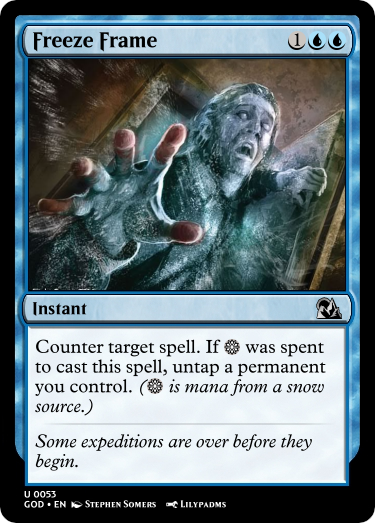 Freeze Frame 1
Instant
Counter target spell. If was spent
to cast this spell, untap a permanent
you control. ( is mana from a snow
source.)
Some expeditions are over before they
begin.
U 0053
GOD • EN Stephen Somers Lilypadms